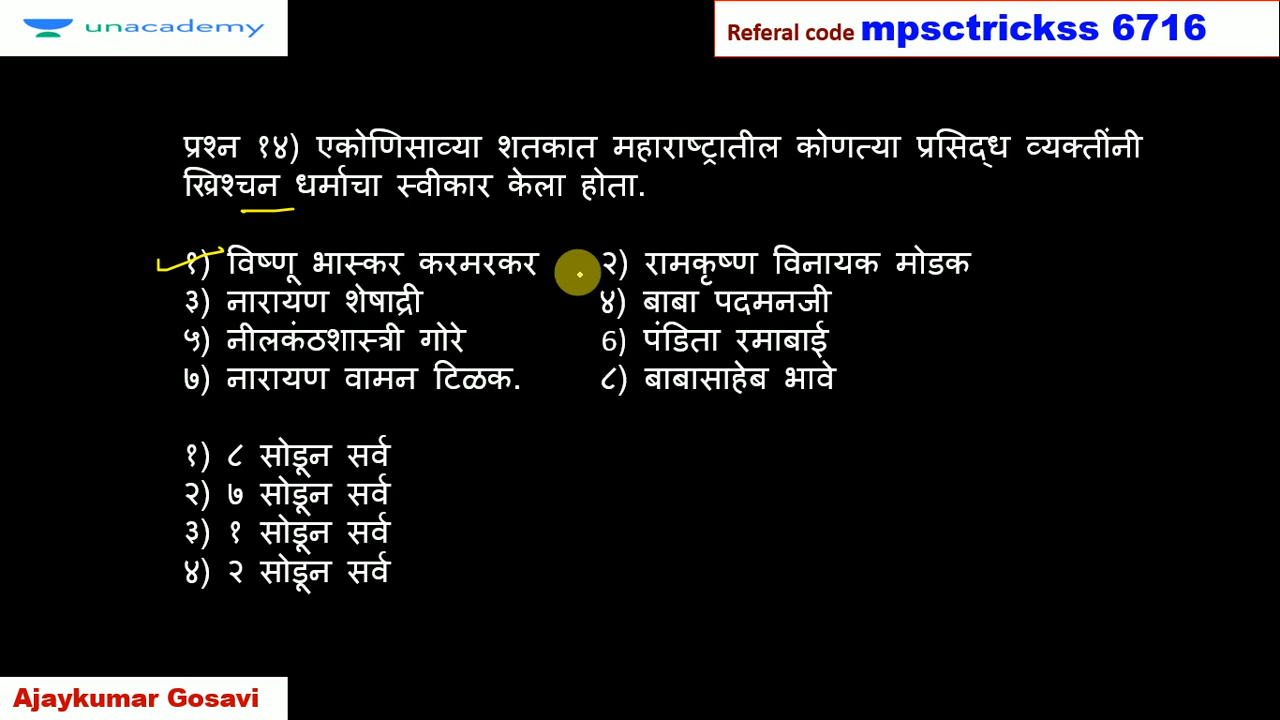 unacademy
Referal code mpsctrickss 6716
प्रश्न १४) एकोणिसाव्या शतकात महाराष्ट्रातील कोणत्या प्रसिद्ध व्यक्तींनी
ख्रिश्चन धर्माचा स्वीकार केला होता.
१) विष्णू भास्कर करमरकर २) रामकृष्ण विनायक मोडक
३) नारायण शेषाद्री ४) बाबा पदमनजी
५) नीलकंठशास्त्री गोरे 6) पंडिता रमाबाई
७) नारायण वामन टिळक. ८) बाबासाहेब भावे
१) ८ सोडून सर्व
२) ७ सोडून सर्व
३) १ सोडून सर्व
४) २ सोडून सर्व
Ajaykumar Gosavi